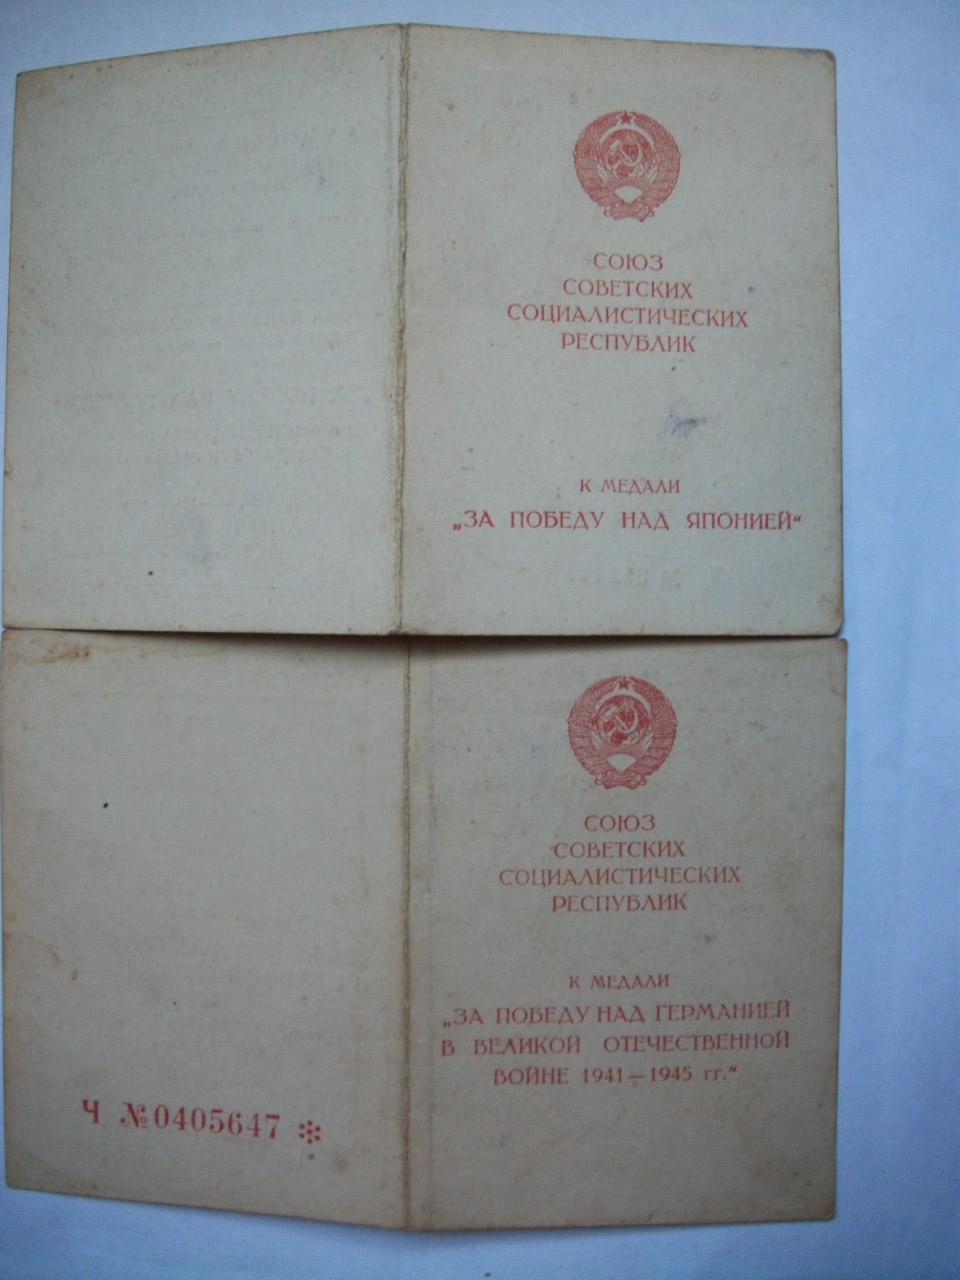 СОЮЗ
СОВЕТСКИХ
СОЦИАЛИСТИЧЕСКИХ
РЕСПУБЛИК
К МЕДАЛИ
„ЗА ПОБЕДУ НАД ЯПОНИЕЙ“
СОЮЗ
СОВЕТСКИХ
СОЦИАЛИСТИЧЕСКИХ
РЕСПУБЛИК
К МЕДАЛИ
„ЗА ПОБЕДУ НАД ГЕРМАНИЕЙ
В ВЕЛИКОЙ ОТЕЧЕСТВЕННОЙ
ВОЙНЕ 1941—1945 гг.“
Ч №0405647